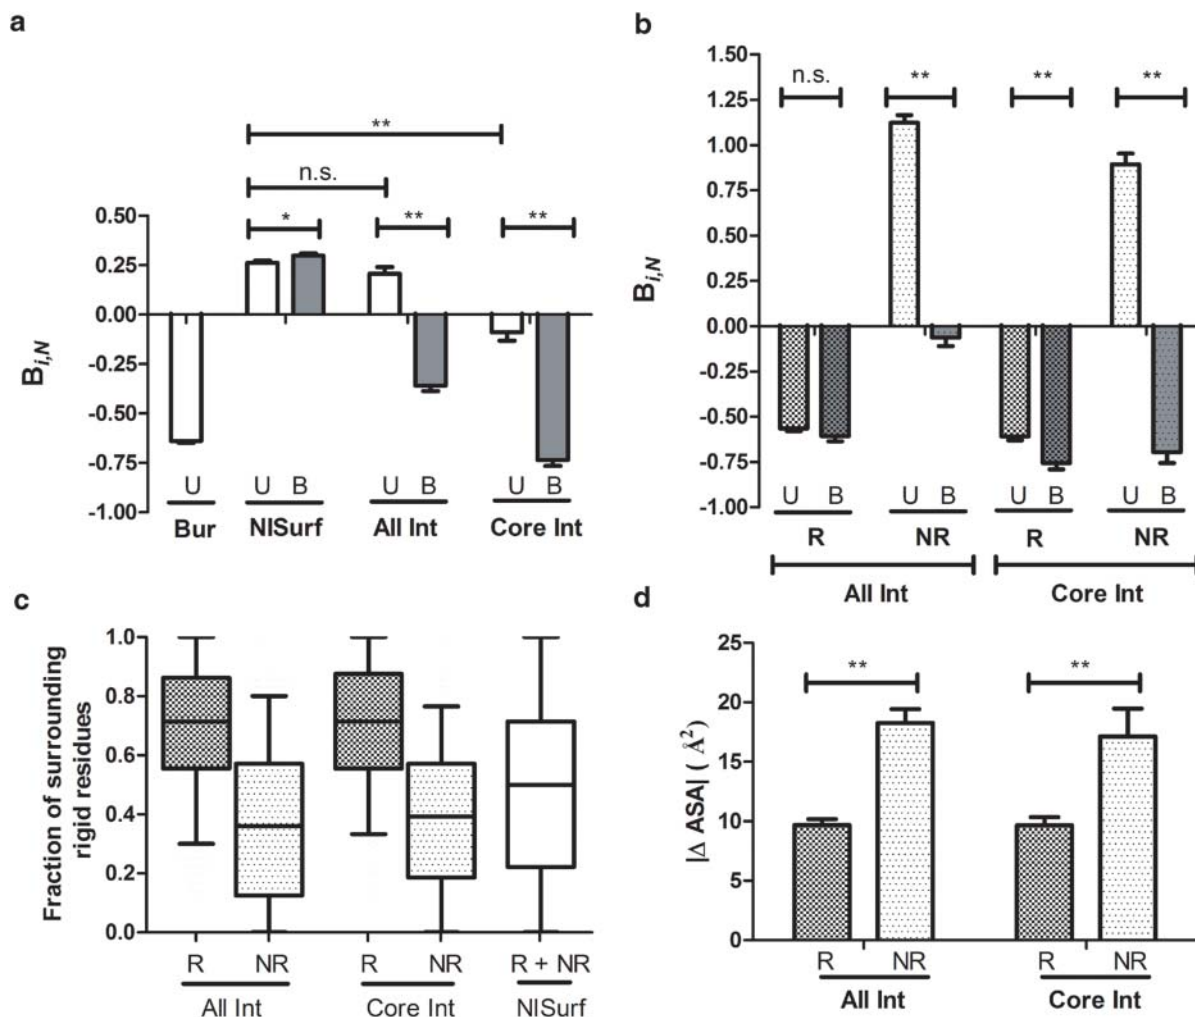 a
**
n.s.
* ** **
0.50
0.25
0.00
-0.25
-0.50
-0.75
-1.00
B i,N
U U B U B U B
Bur NISurf All Int Core Int
b
n.s. ** ** **
1.50
1.25
1.00
0.75
0.50
0.25
0.00
-0.25
-0.50
-0.75
-1.00
B i,N
U B U B U B U B
R NR R NR
All Int Core Int
c
1.0
0.8
0.6
0.4
0.2
0.0
Fraction of surrounding
rigid residues
R NR R NR R + NR
All Int Core Int NISurf
d
** **
25
20
15
10
5
0
|Δ ASA| ( Å²)
R NR R NR
All Int Core Int